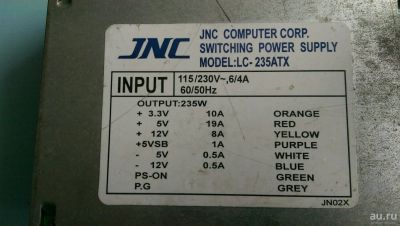 JNC
JNC COMPUTER CORP.
SWITCHING POWER SUPPLY
MODEL:LC-235ATX
INPUT
115/230V~,6/4A
60/50Hz
OUTPUT:235W
+ 3.3V 10A ORANGE
+ 5V 19A RED
+ 12V 8A YELLOW
+5VSB 1A PURPLE
- 5V 0.5A WHITE
- 12V 0.5A BLUE
PS-ON GREEN
P.G GREY
JN02X
au.ru